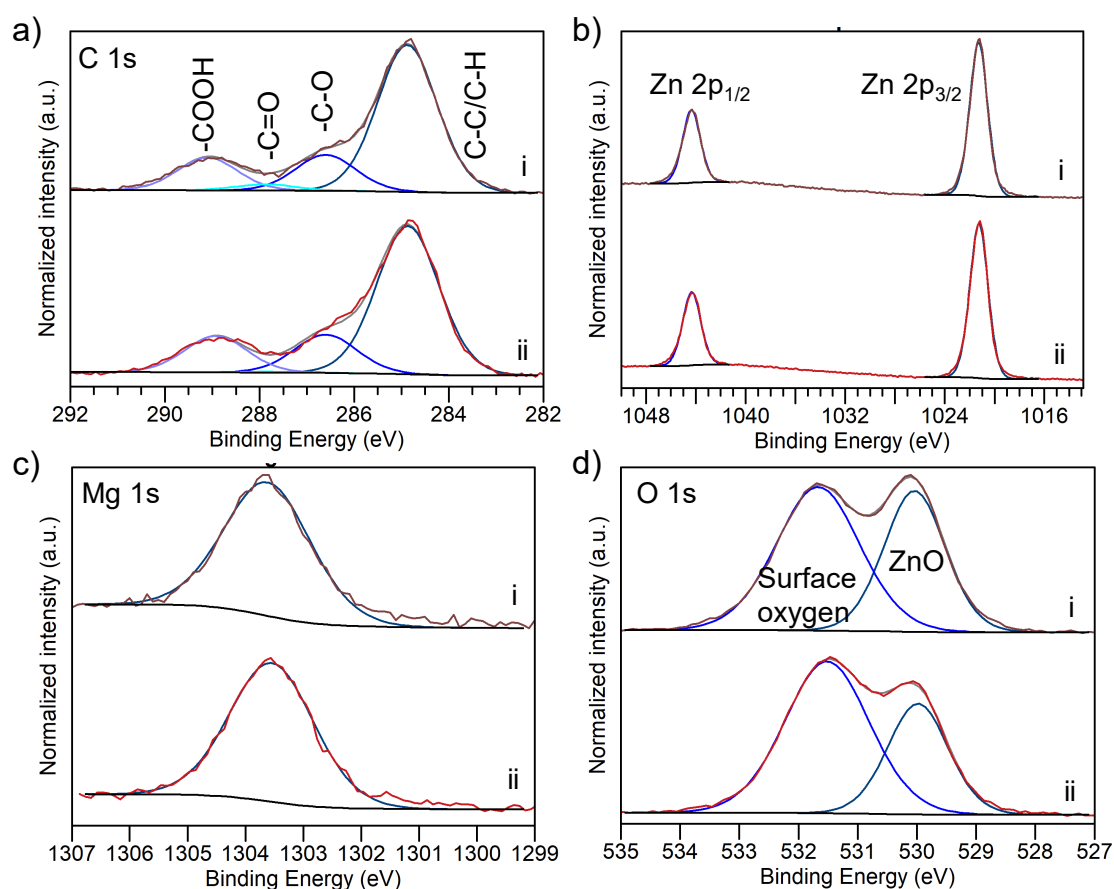 a)
C 1s
-COOH
-C=O
-C-O
C-C/C-H
i
ii
Normalized intensity (a.u.)
292 290 288 286 284 282
Binding Energy (eV)
b)
Zn 2p1/2
Zn 2p3/2
i
ii
Normalized intensity (a.u.)
1048 1040 1032 1024 1016
Binding Energy (eV)
c)
Mg 1s
i
ii
Normalized intensity (a.u.)
1307 1306 1305 1304 1303 1302 1301 1300 1299
Binding Energy (eV)
d)
O 1s
Surface
oxygen
ZnO
i
ii
Normalized intensity (a.u.)
535 534 533 532 531 530 529 528 527
Binding Energy (eV)